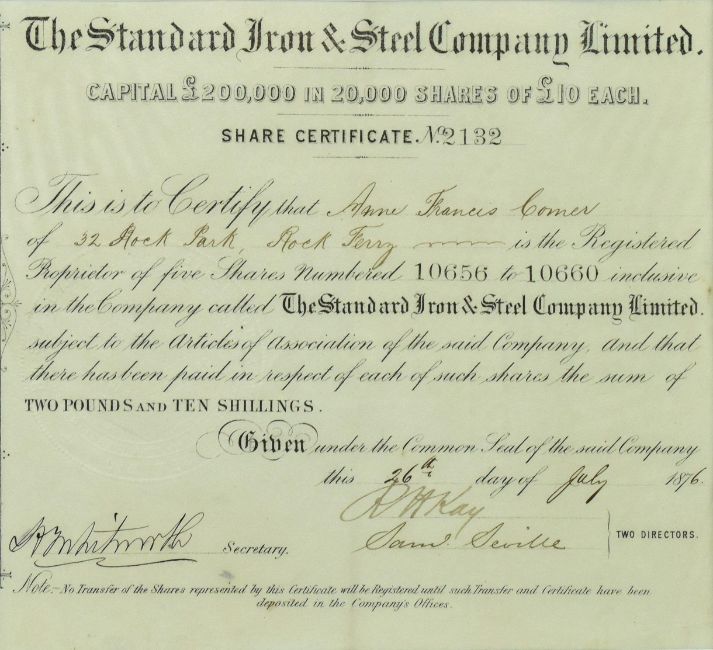 The Standard Iron & Steel Company Limited.
CAPITAL £200,000 IN 20,000 SHARES OF £10 EACH.
SHARE CERTIFICATE. No. 2132
This is to Certify that Anne Francis Comer
of 32 Rock Park, Rock Ferry is the Registered
Proprietor of five Shares Numbered 10656 to 10660 inclusive
in the Company called The Standard Iron & Steel Company Limited.
subject to the Articles of Association of the said Company, and that
there has been paid in respect of each of such shares the sum of
TWO POUNDS AND TEN SHILLINGS.
Given under the Common Seal of the said Company
this 26th day of July 1876.
R H Kay
H Whitworth Secretary. Saml. Seville TWO DIRECTORS.
Note:- No Transfer of the Shares represented by this Certificate will be Registered until such Transfer and Certificate have been
deposited in the Company's Offices.